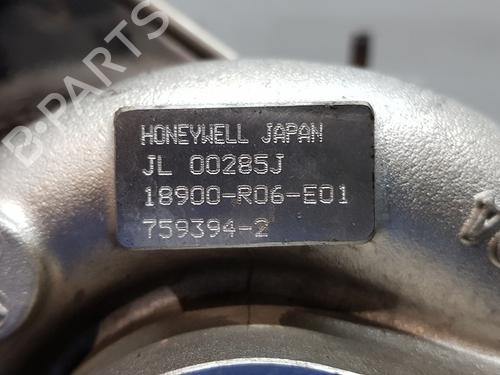 HONEYWELL JAPAN
JL 00285J
18900-R06-E01
759394-2
B-PARTS